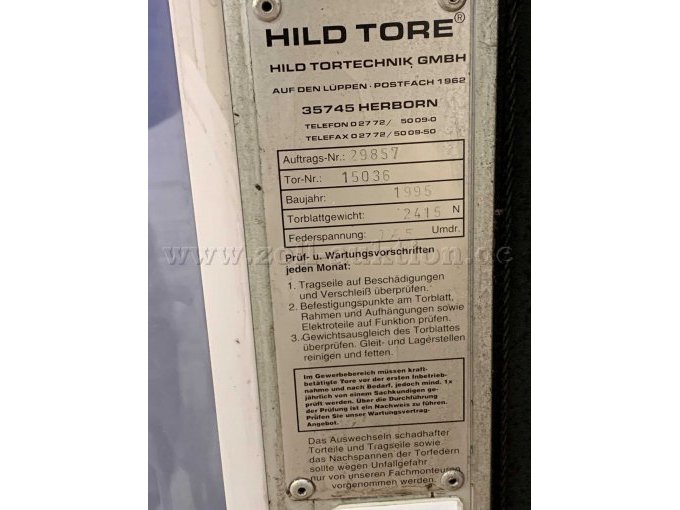 HILD TORE®
HILD TORTECHNIK GMBH
AUF DEN LÜPPEN · POSTFACH 1962
35745 HERBORN
TELEFON 02772/ 5009-0
TELEFAX 02772/5009-50
Auftrags-Nr.: 29857
Tor-Nr.: 15036
Baujahr: 1995
Torblattgewicht: 2415 N
Federspannung: Umdr.
www.zoll-auktion.de
Prüf- u. Wartungsvorschriften
jeden Monat:
1. Tragseile auf Beschädigungen
und Verschleiß überprüfen.
2. Befestigungspunkte am Torblatt,
Rahmen und Aufhängungen sowie
Elektroteile auf Funktion prüfen.
3. Gewichtsausgleich des Torblattes
überprüfen. Gleit- und Lagerstellen
reinigen und fetten.
Im Gewerbebereich müssen kraft-
betätigte Tore vor der ersten Inbetrieb-
nahme und nach Bedarf, jedoch mind. 1x
jährlich von einem Sachkundigen ge-
prüft werden. Über die Durchführung
der Prüfung ist ein Nachweis zu führen.
Prüfen Sie unser Wartungsvertrag-
Angebot.
Das Auswechseln schadhafter
Torteile und Tragseile sowie
das Nachspannen der Torfedern
sollte wegen Unfallgefahr
nur von unseren Fachmonteuren
vorgenommen werden.